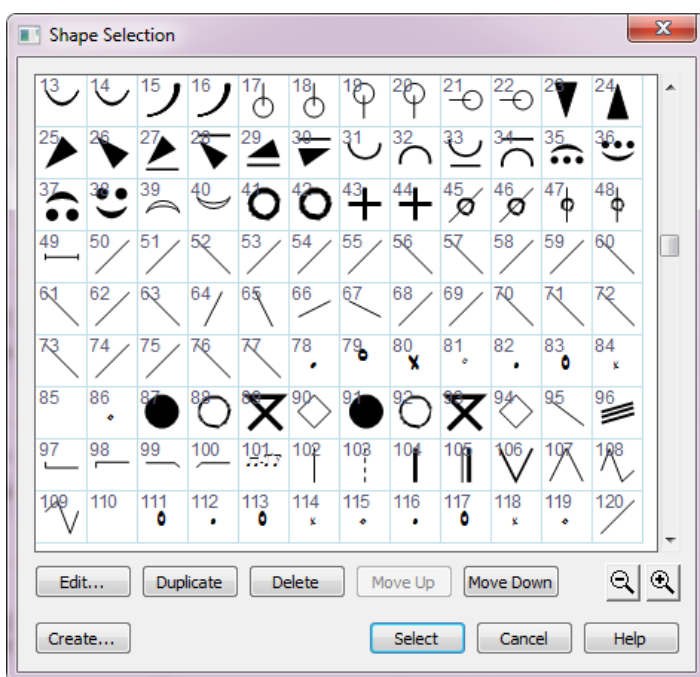 Shape Selection
13 14 15 16 17 18 19 20 21 22 23 24
25 26 27 28 29 30 31 32 33 34 35 36
37 38 39 40 41 42 43 44 45 46 47 48
49 50 51 52 53 54 55 56 57 58 59 60
61 62 63 64 65 66 67 68 69 70 71 72
73 74 75 76 77 78 79 80 81 82 83 84
85 86 87 88 89 90 91 92 93 94 95 96
97 98 99 100 101 102 103 104 105 106 107 108
109 110 111 112 113 114 115 116 117 118 119 120
Edit... Duplicate Delete Move Up Move Down
Create... Select Cancel Help